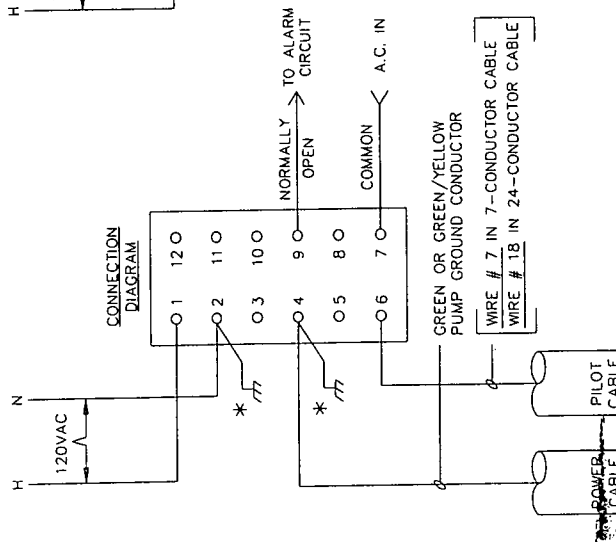 H
H
N
120VAC
CONNECTION
DIAGRAM
1 12
2 11
3 10
4 9
5 8
6 7
*
*
NORMALLY
OPEN
TO ALARM
CIRCUIT
COMMON
A.C. IN
GREEN OR GREEN/YELLOW
PUMP GROUND CONDUCTOR
WIRE # 7 IN 7-CONDUCTOR CABLE
WIRE # 18 IN 24-CONDUCTOR CABLE
POWER
CABLE
PILOT
CABLE